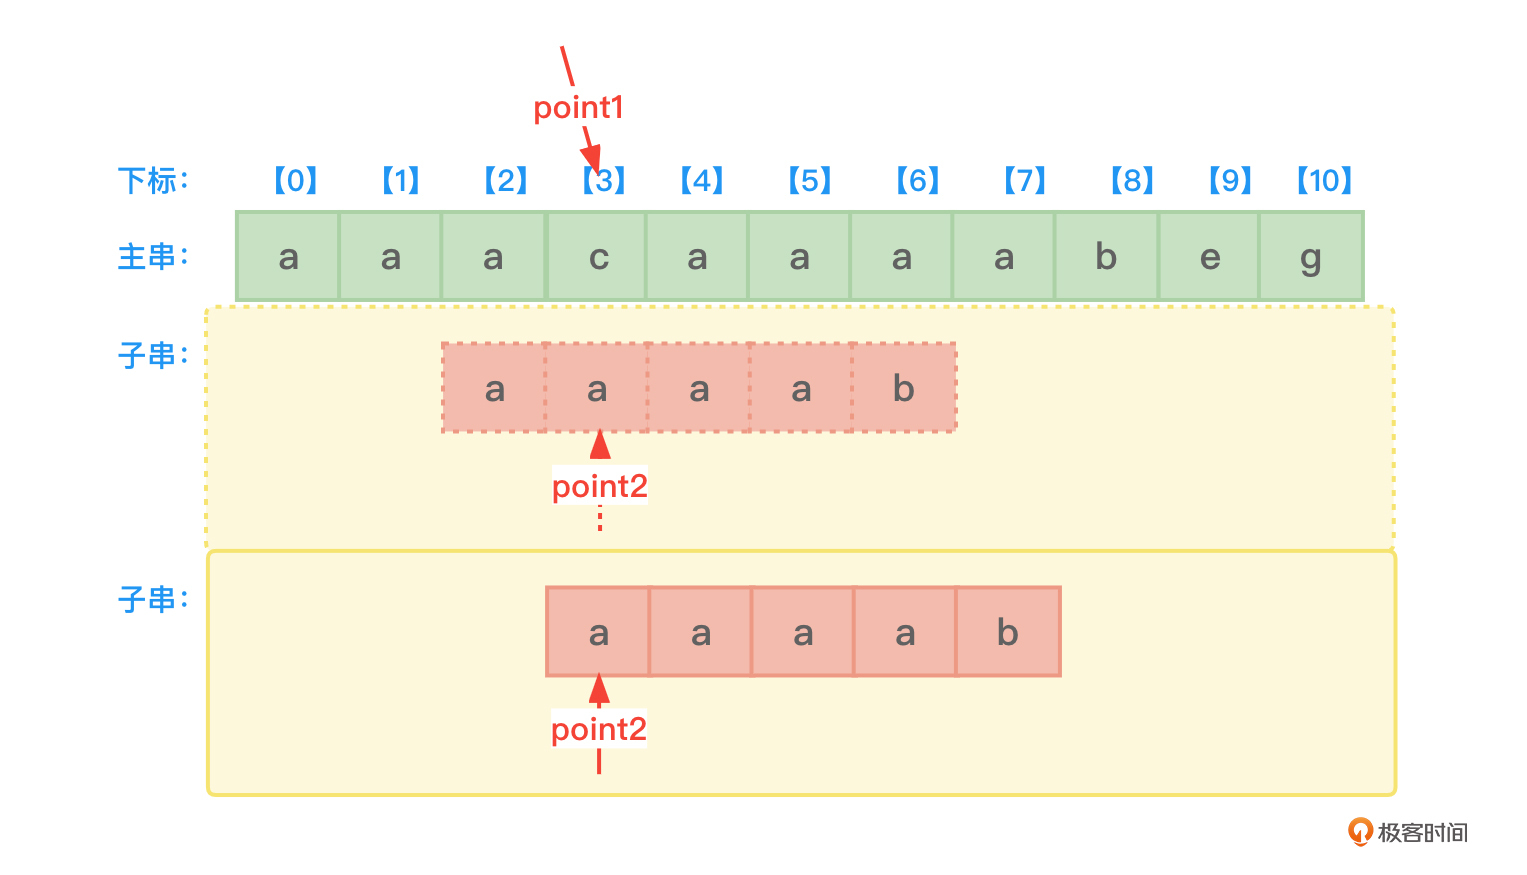 point1
下标： 【0】 【1】 【2】 【3】 【4】 【5】 【6】 【7】 【8】 【9】 【10】
主串： a a a c a a a a b e g
子串： a a a a b
point2
子串： a a a a b
point2
极客时间